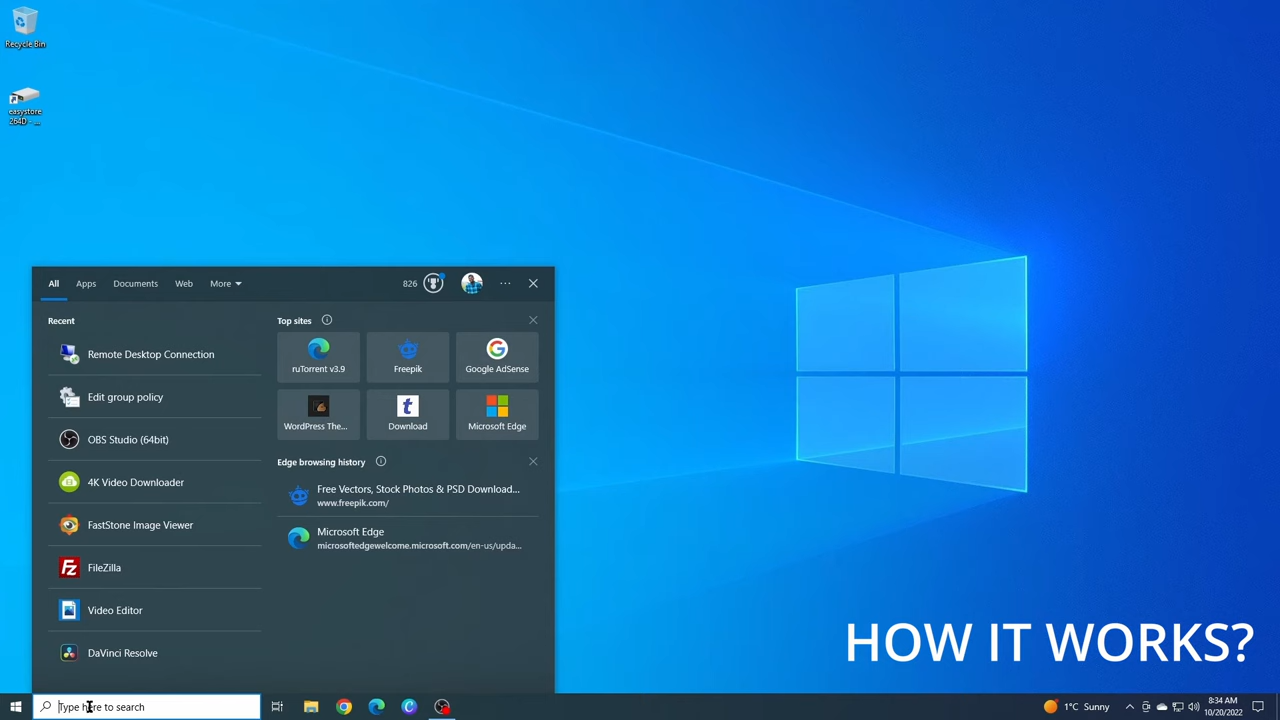 Recycle Bin
easystore
264D - ...
All
Apps
Documents
Web
More
826
...
Recent
Remote Desktop Connection
Edit group policy
OBS Studio (64bit)
4K Video Downloader
FastStone Image Viewer
FileZilla
Video Editor
DaVinci Resolve
Top sites
ruTorrent v3.9
Freepik
Google AdSense
WordPress The...
Download
Microsoft Edge
Edge browsing history
Free Vectors, Stock Photos & PSD Download...
www.freepik.com/
Microsoft Edge
microsoftedgewelcome.microsoft.com/en-us/upda...
HOW IT WORKS?
Type here to search
1°C Sunny
8:34 AM
10/20/2022